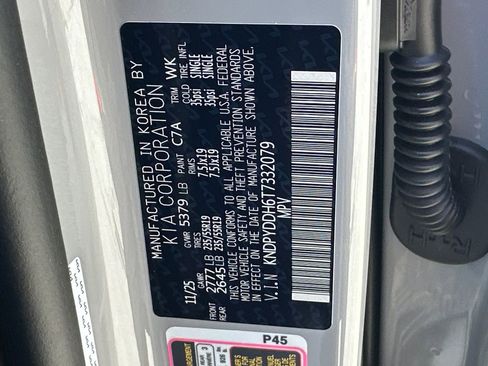 MANUFACTURED IN KOREA BY
KIA CORPORATION
11/25 GVWR 5379 LB PAINT C7A TRIM WK
GAWR TIRES RIMS COLD TIRE INFL
FRONT 2777 LB 235/55R19 7.5Jx19 35psi SINGLE
REAR 2645 LB 235/55R19 7.5Jx19 35psi SINGLE
THIS VEHICLE CONFORMS TO ALL APPLICABLE U.S.A. FEDERAL
MOTOR VEHICLE SAFETY AND THEFT PREVENTION STANDARDS
IN EFFECT ON THE DATE OF MANUFACTURE SHOWN ABOVE.
V.I.N KNDPYDDH6T7332079
MPV
P45
R-1H